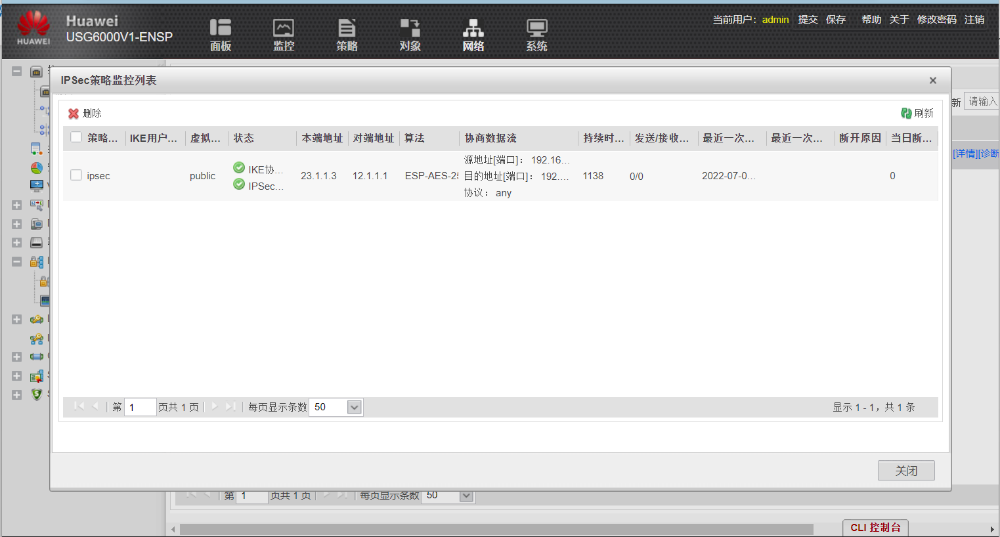 Huawei
USG6000V1-ENSP
HUAWEI
面板
监控
策略
对象
网络
系统
当前用户： admin 提交 保存 帮助 关于 修改密码 注销
IPSec策略监控列表
新 请输入
删除
刷新
策略... IKE用户... 虚拟... 状态 本端地址 对端地址 算法 协商数据流 持续时... 发送/接收... 最近一次... 最近一次... 断开原因 当日断...
[详情][诊断
ipsec public IKE协... IPSec... 23.1.1.3 12.1.1.1 ESP-AES-25 源地址[端口]： 192.16...
目的地址[端口]： 192....
协议： any
1138 0/0 2022-07-0... 0
第 1 页共 1 页 每页显示条数 50 显示 1 - 1，共 1 条
关闭
第 1 页共 1 页 每页显示条数 50
CLI 控制台